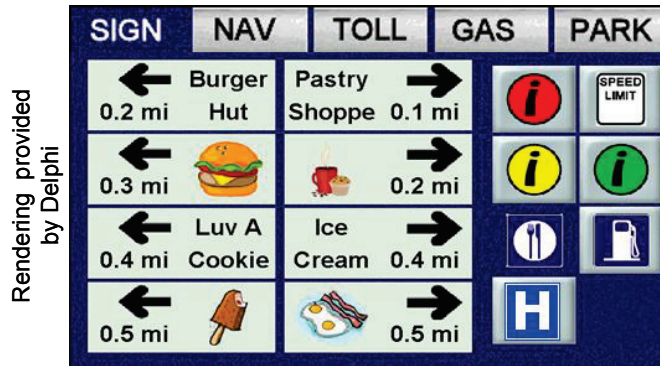 Rendering provided
by Delphi
SIGN NAV TOLL GAS PARK
Burger
0.2 mi Hut
Pastry
Shoppe 0.1 mi
0.3 mi
0.2 mi
Luv A
0.4 mi Cookie
Ice
Cream 0.4 mi
0.5 mi
0.5 mi
i
SPEED
LIMIT
i
i
H